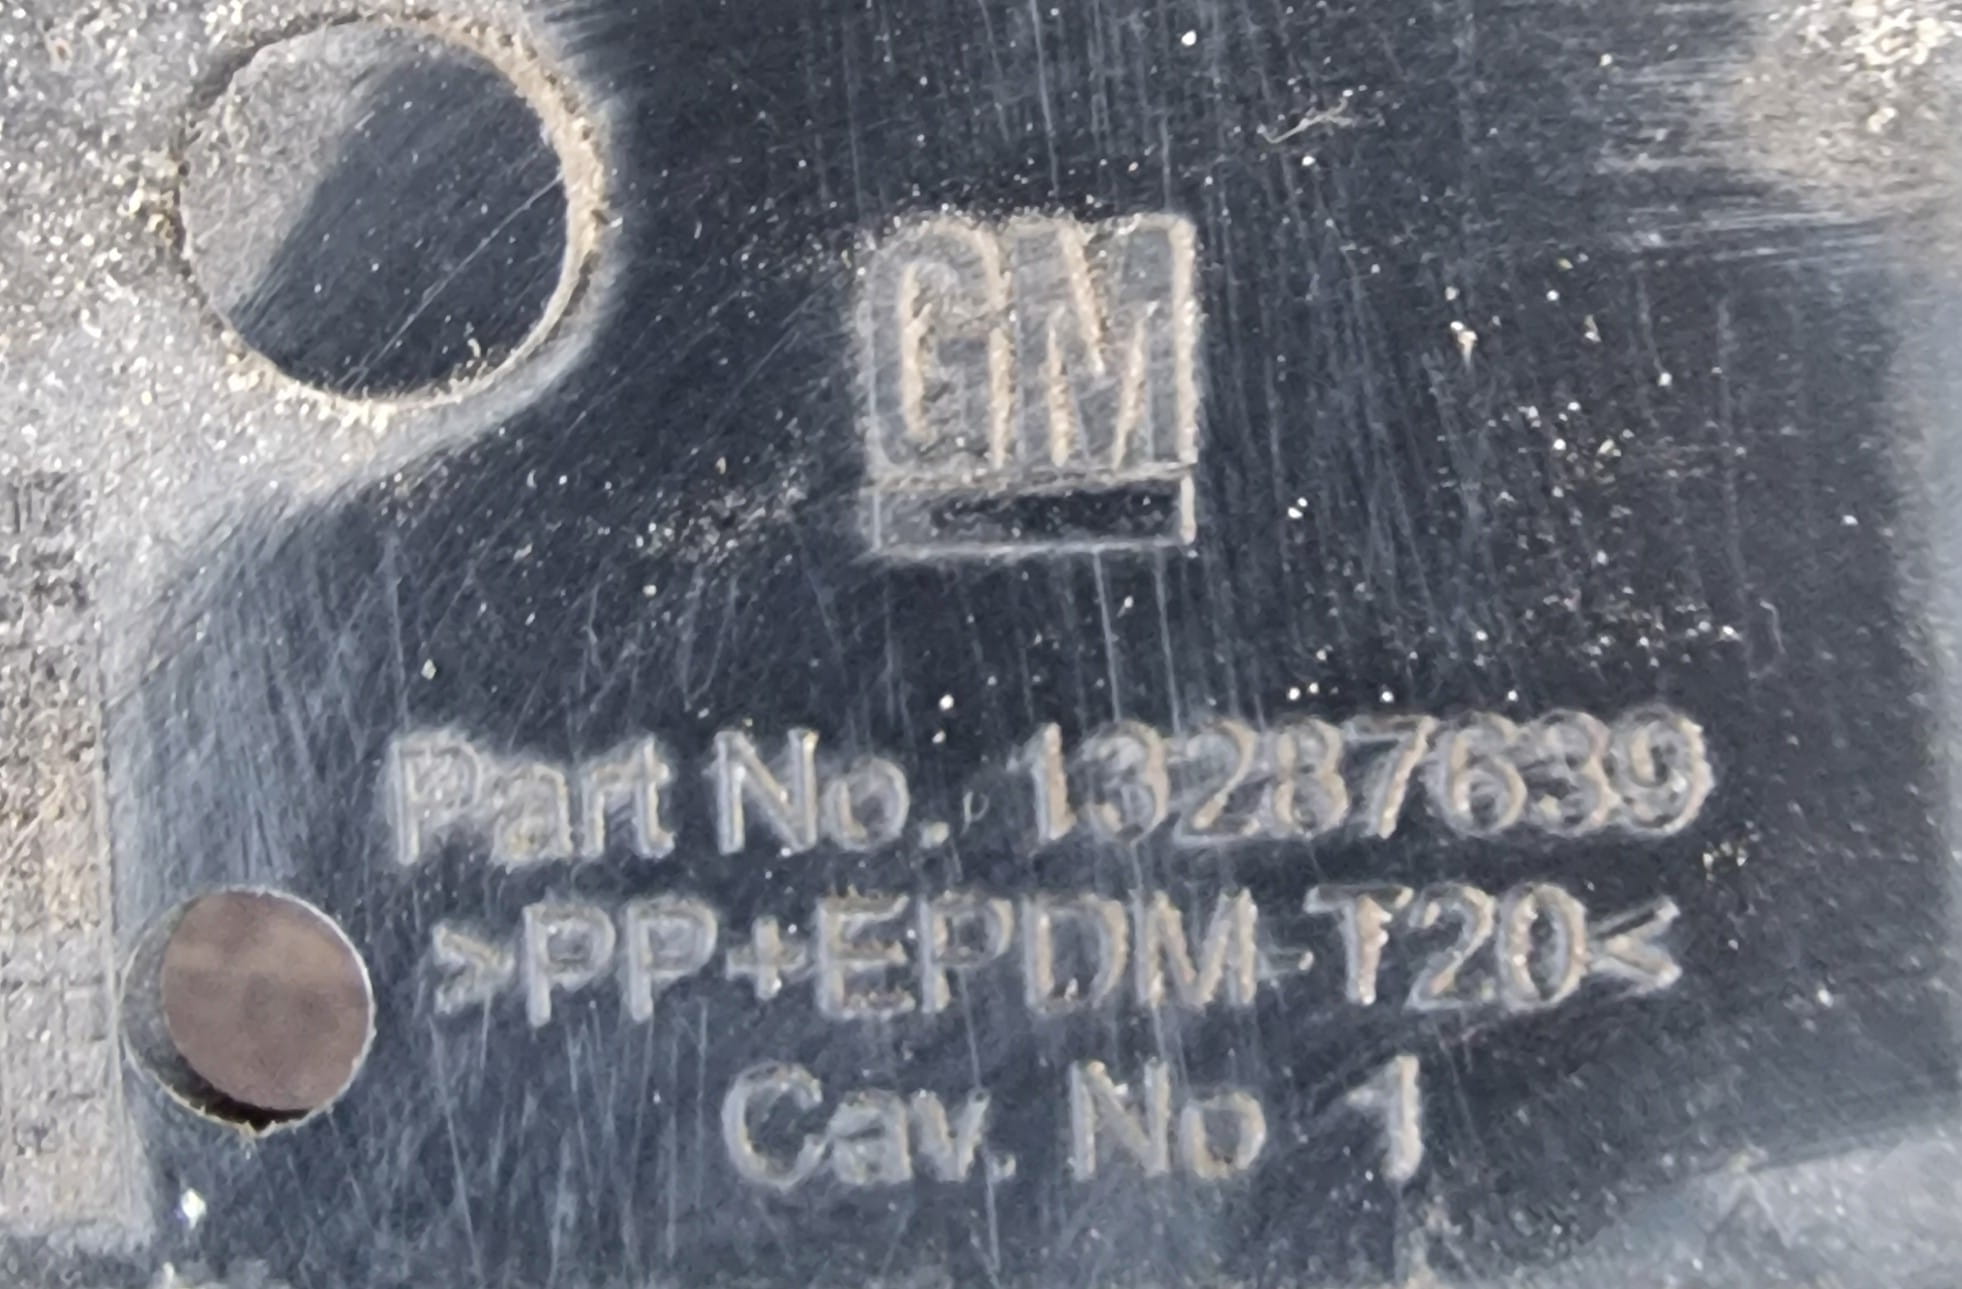 GM
Part No. 13287639
>PP+EPDM-T20<
Cav. No 1